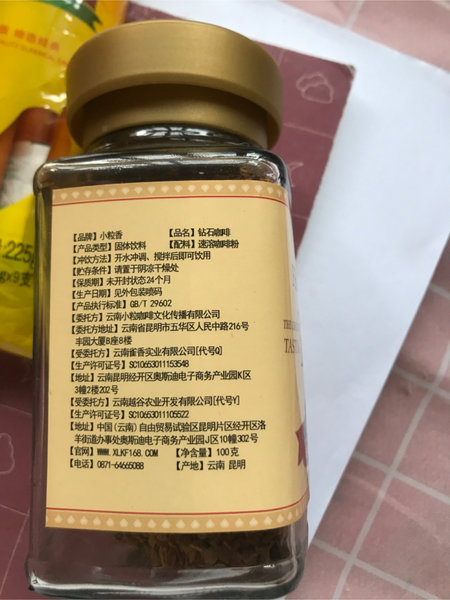 蜂香经典
:225g
【品牌】小粒香 【品名】钻石咖啡
【产品类型】固体饮料 【配料】速溶咖啡粉
【冲饮方法】开水冲调、搅拌后即可饮用
【贮存条件】请置于阴凉干燥处
【保质期】未开封状态24个月
【生产日期】见外包装喷码
【产品执行标准】GB/T 29602
【委托方】云南小粒咖啡文化传播有限公司
【委托方地址】云南省昆明市五华区人民中路216号
丰园大厦B座8楼
【受委托方】云南雀香实业有限公司[代号Q]
【生产许可证号】SC10653011153548
【地址】云南昆明经开区奥斯迪电子商务产业园K区
3幢2楼202号
【受委托方】云南越谷农业开发有限公司[代号Y]
【生产许可证号】SC10653011105522
【地址】中国(云南)自由贸易试验区昆明片区经开区洛
羊街道办事处奥斯迪电子商务产业园J区10幢302号
【官网】WWW.XLKF168.COM 【净含量】100克
【电话】0871-64665088 【产地】云南 昆明